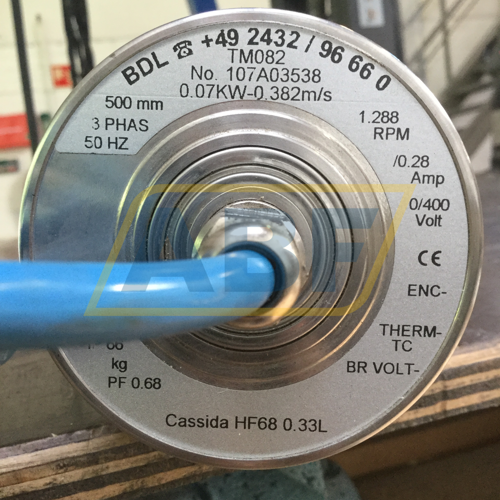 BDL ☎ +49 2432 / 96 66 0
TM082
No. 107A03538
0.07KW-0,382m/s
500 mm
3 PHAS
50 HZ
1.288
RPM
/0.28
Amp
0/400
Volt
CE
ENC-
THERM-
TC
BR VOLT-
kg
PF 0.68
Cassida HF68 0.33L
ABF